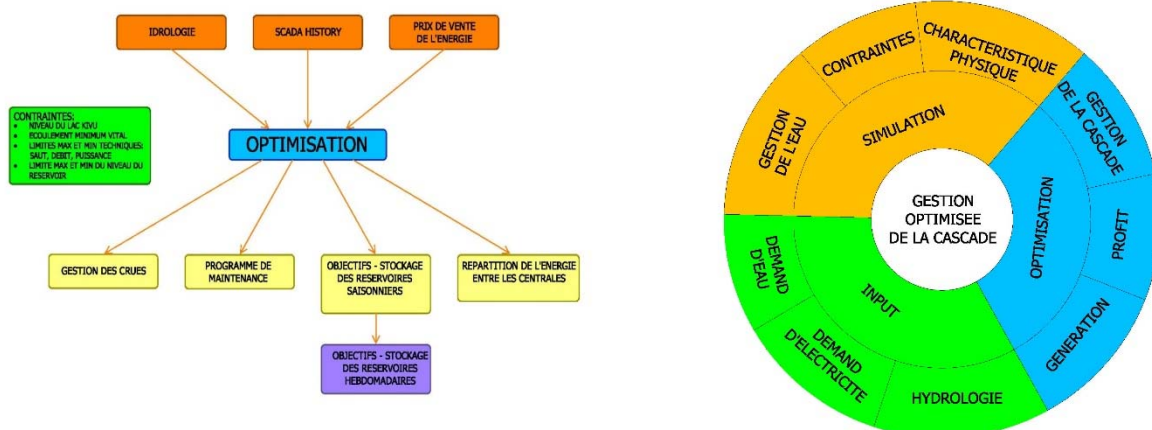 IDROLOGIE
SCADA HISTORY
PRIX DE VENTE
DE L'ENERGIE
CONTRAINTES:
• NIVEAU DU LAC KIVU
• ECOULEMENT MINIMUM VITAL
• LIMITES MAX ET MIN TECHNIQUES:
SAUT, DEBIT, PUISSANCE
• LIMITE MAX ET MIN DU NIVEAU DU
RESERVOIR
OPTIMISATION
GESTION DES CRUES
PROGRAMME DE
MAINTENANCE
OBJECTIFS - STOCKAGE
DES RESERVOIRES
SAISONNIERS
REPARTITION DE L'ENERGIE
ENTRE LES CENTRALES
OBJECTIFS - STOCKAGE
DES RESERVOIRES
HEBDOMADAIRES
GESTION
DE L'EAU
CONTRAINTES
CHARACTERISTIQUE
PHYSIQUE
SIMULATION
GESTION
DE LA CASCADE
PROFIT
GENERATION
OPTIMISATION
GESTION
OPTIMISEE
DE LA CASCADE
INPUT
DEMAND
D'EAU
DEMAND
D'ELECTRICITE
HYDROLOGIE